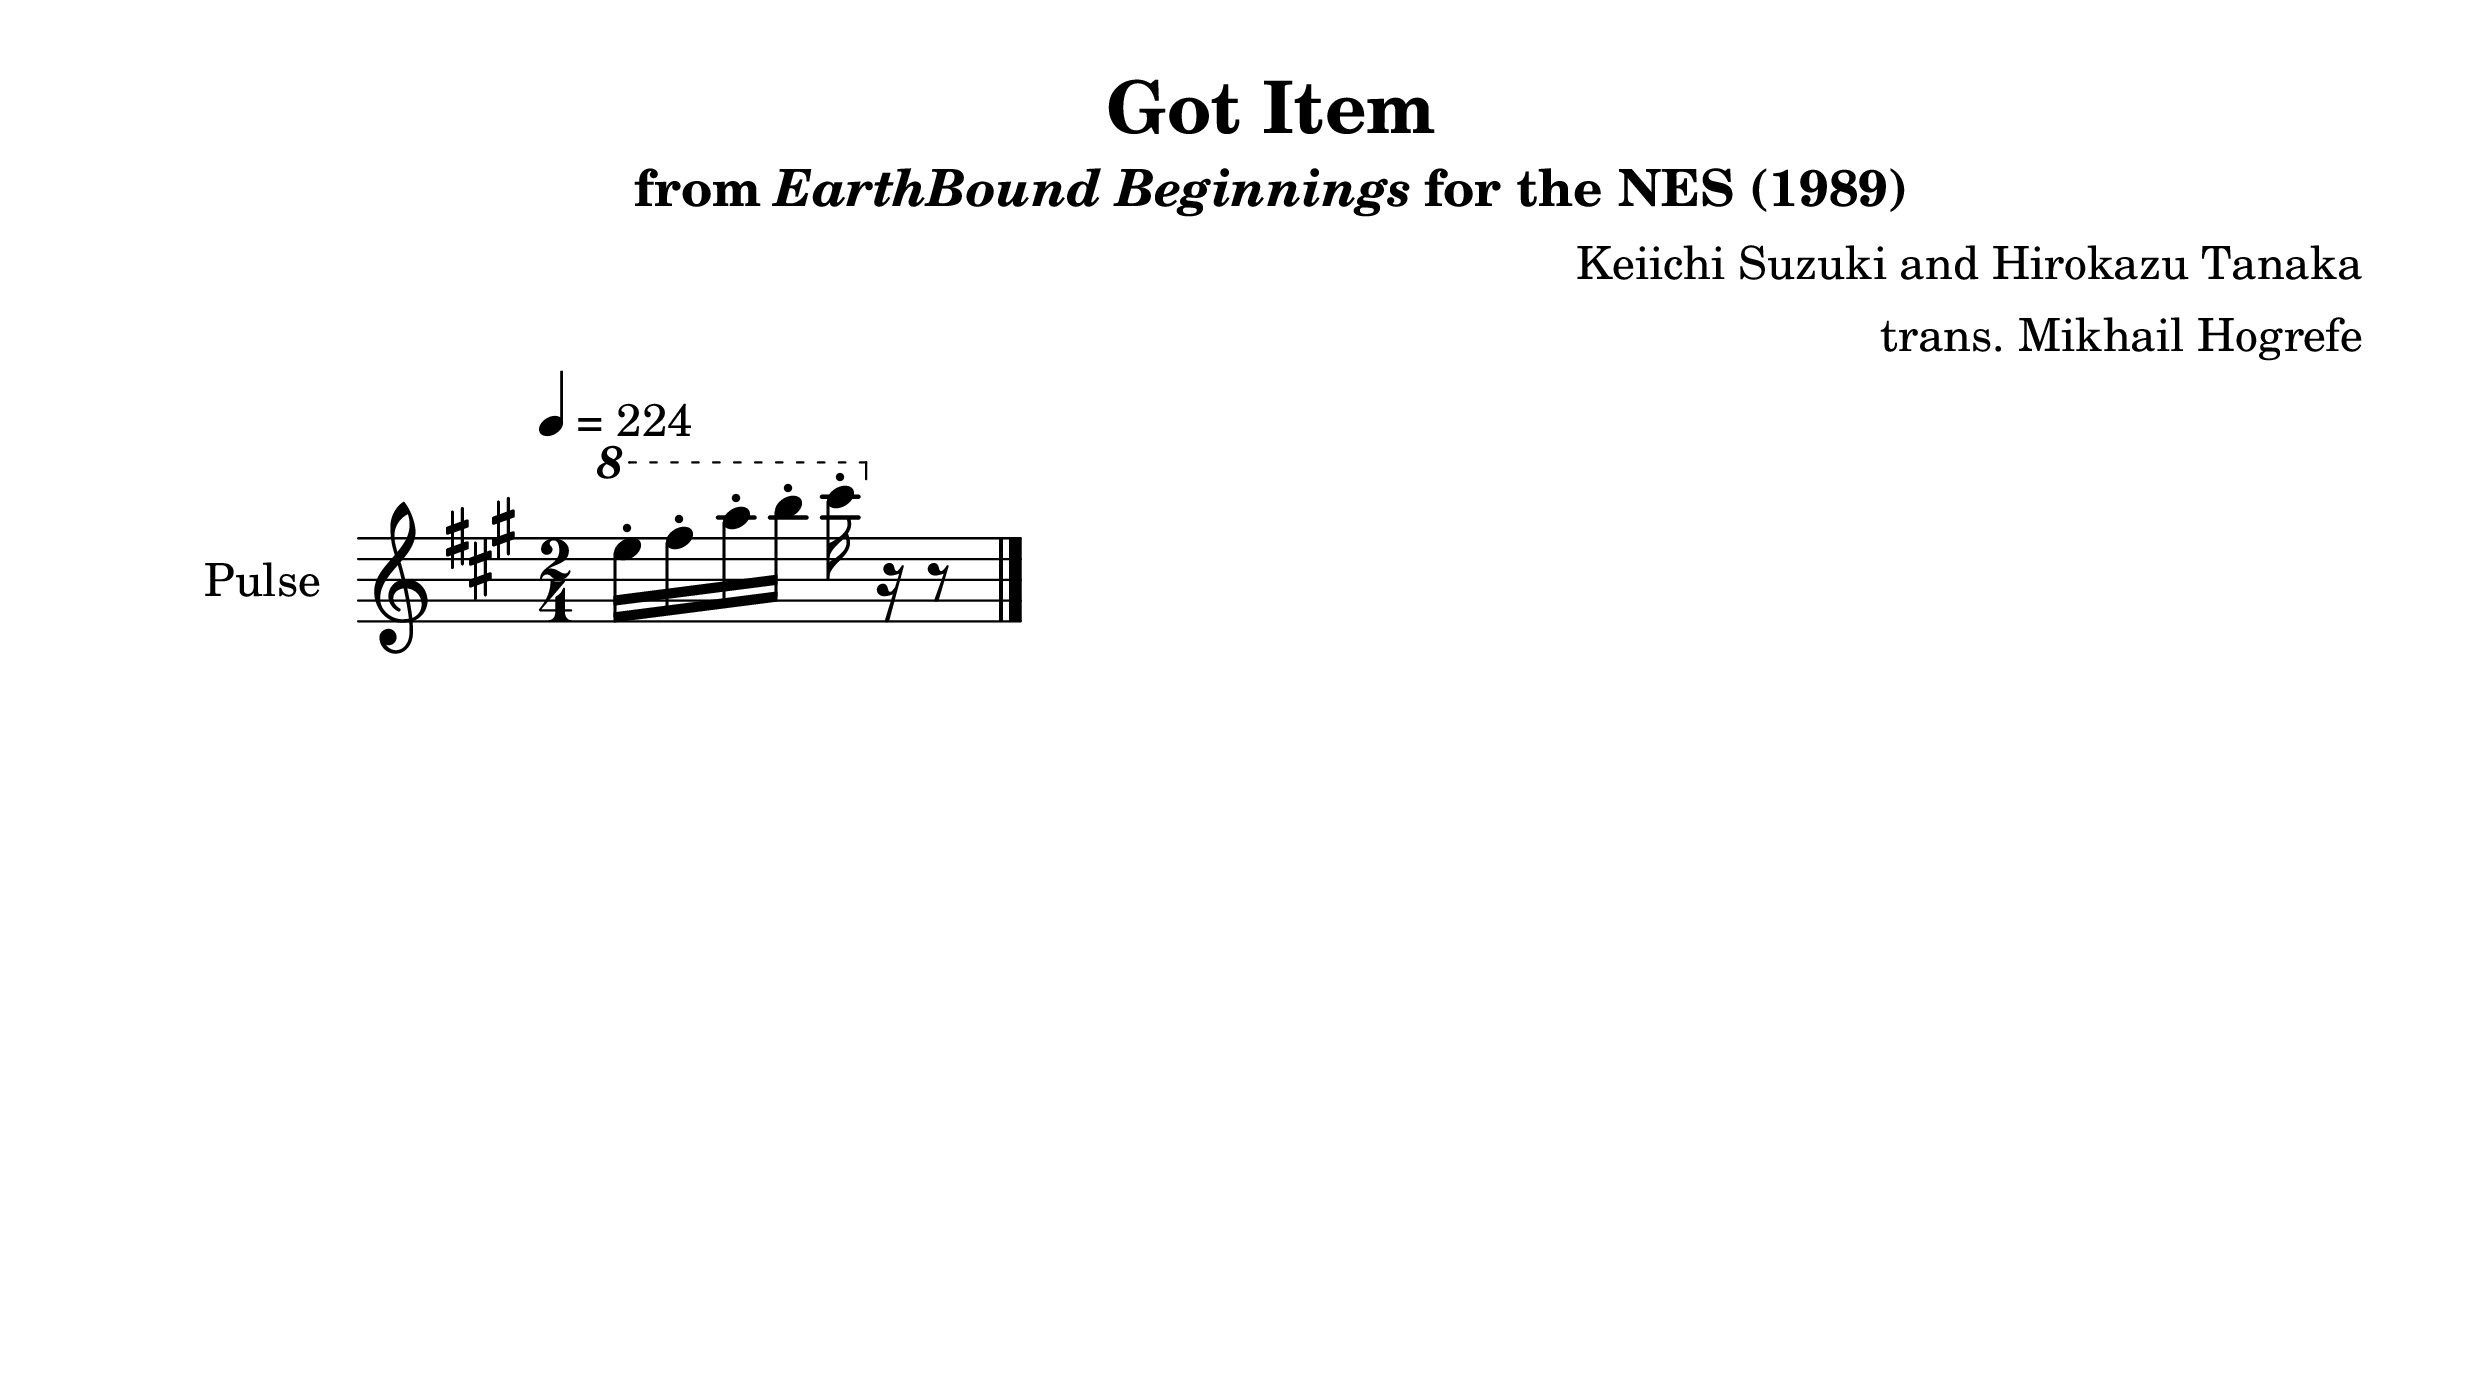 Got Item
from EarthBound Beginnings for the NES (1989)
Keiichi Suzuki and Hirokazu Tanaka
trans. Mikhail Hogrefe
= 224
8
Pulse
2
4